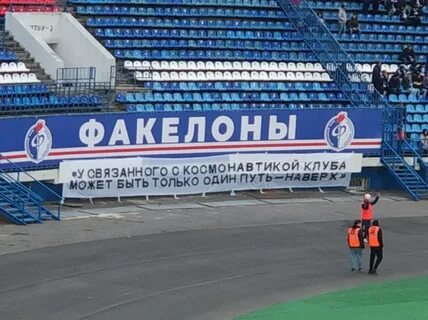 ФАКЕЛОНЫ
«У СВЯЗАННОГО С КОСМОНАВТИКОЙ КЛУБА
МОЖЕТ БЫТЬ ТОЛЬКО ОДИН ПУТЬ — НАВЕРХ»